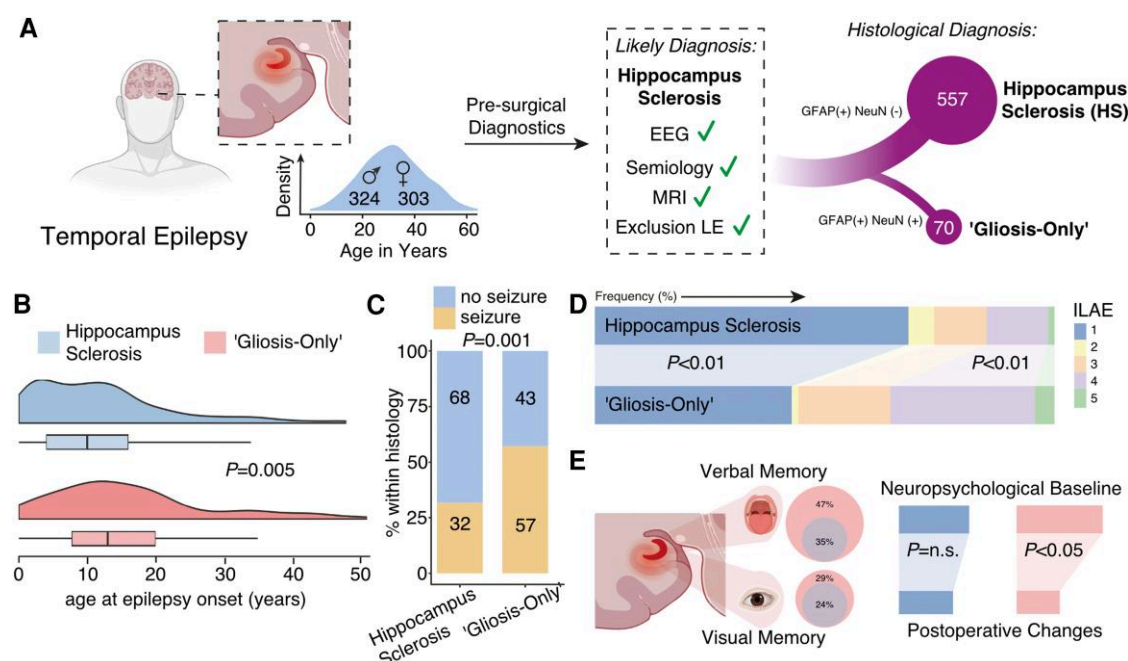 A
Temporal Epilepsy
Density
♂ ♀
324 303
0 20 40 60
Age in Years
Pre-surgical
Diagnostics
Likely Diagnosis:
Hippocampus
Sclerosis
EEG ✓
Semiology ✓
MRI ✓
Exclusion LE ✓
Histological Diagnosis:
GFAP(+) NeuN (-)
557
Hippocampus
Sclerosis (HS)
GFAP(+) NeuN (+)
70
'Gliosis-Only'
B
Hippocampus
Sclerosis
'Gliosis-Only'
P=0.005
0 10 20 30 40 50
age at epilepsy onset (years)
C
no seizure
seizure
P=0.001
% within histology
100
75
50
25
0
68
43
32
57
Hippocampus
Sclerosis
'Gliosis-Only'
D
Frequency (%)
Hippocampus Sclerosis
P<0.01
P<0.01
'Gliosis-Only'
ILAE
1
2
3
4
5
E
Verbal Memory
47%
35%
29%
24%
Visual Memory
Neuropsychological Baseline
P=n.s.
P<0.05
Postoperative Changes